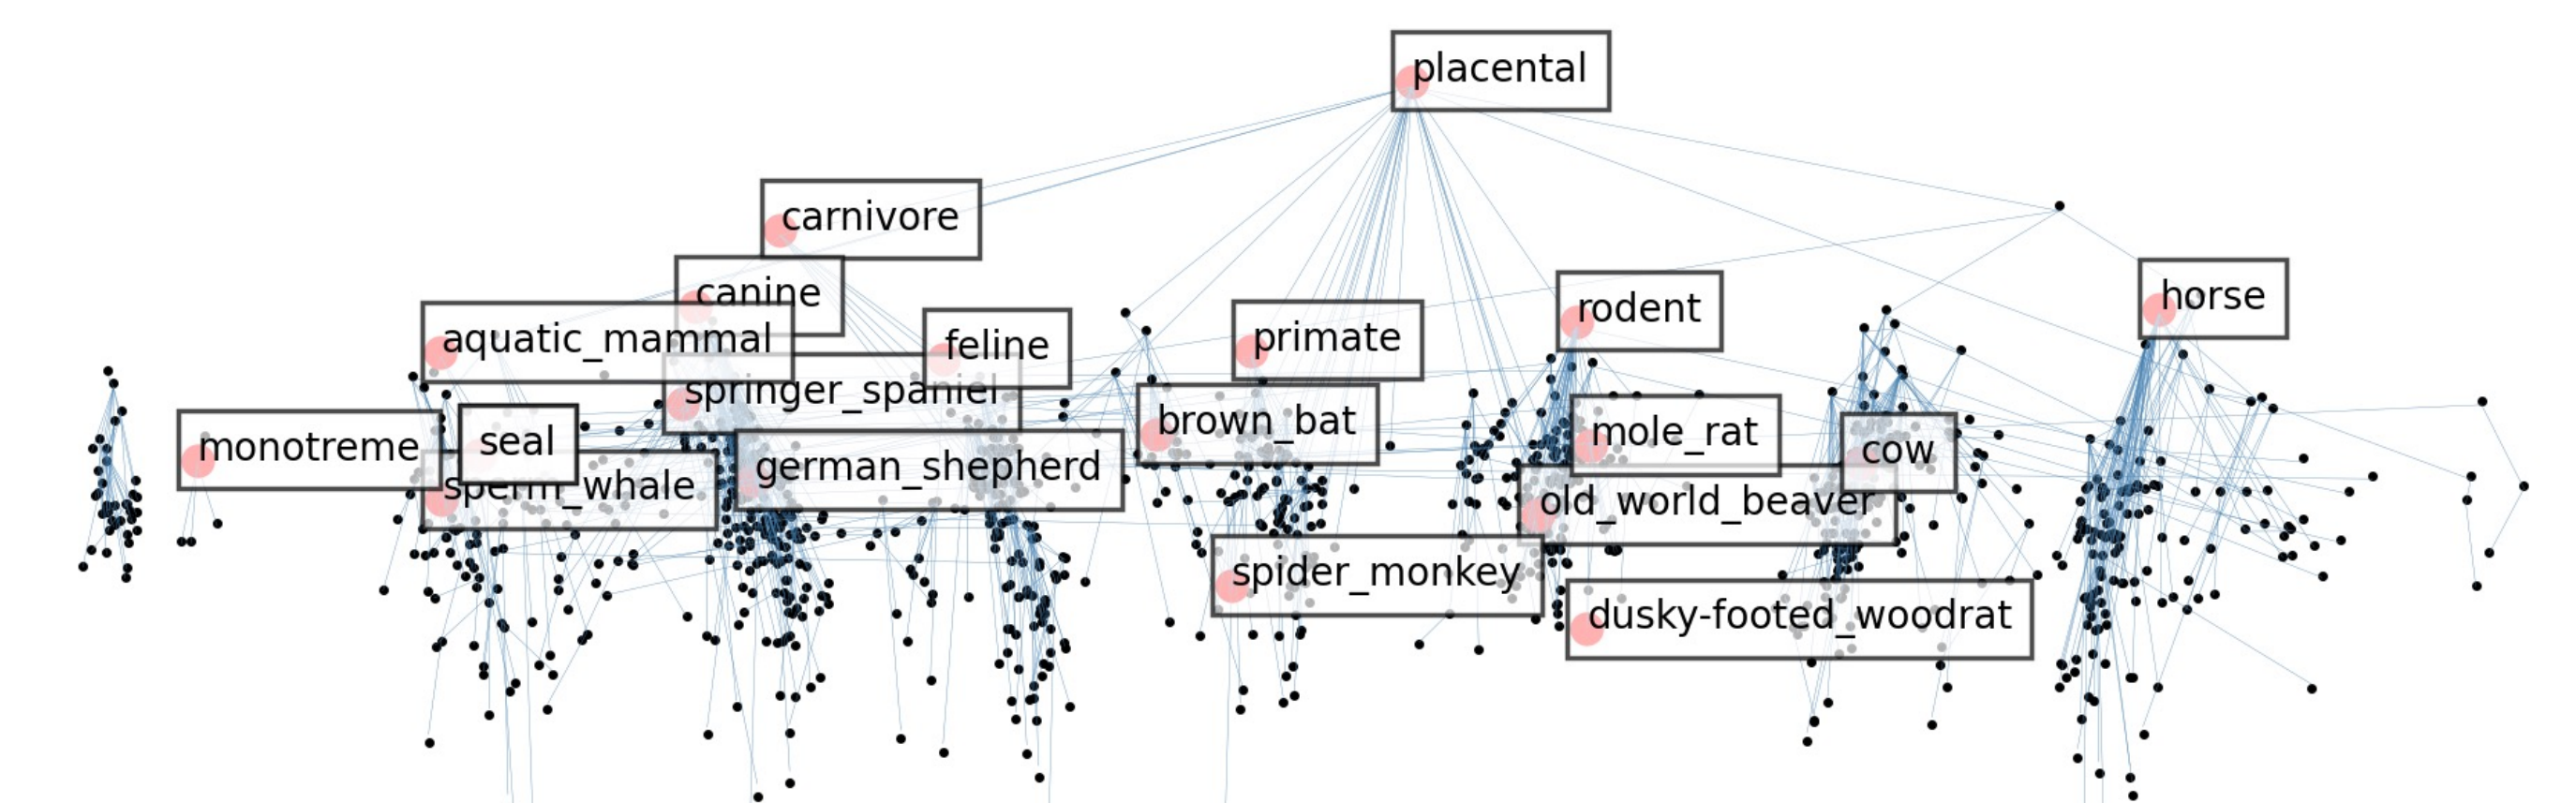 placental
carnivore
canine
horse
rodent
aquatic_mammal
feline
primate
springer_spaniel
brown_bat
mole_rat
monotreme
seal
cow
german_shepherd
sperm_whale
old_world_beaver
spider_monkey
dusky-footed_woodrat